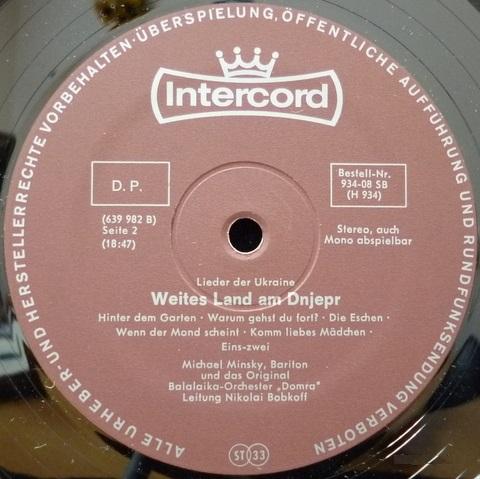 ALLE URHEBER- UND HERSTELLERRECHTE VORBEHALTEN · ÜBERSPIELUNG, ÖFFENTLICHE AUFFÜHRUNG UND RUNDFUNKSENDUNG VERBOTEN
Intercord
D. P.
(639 982 B)
Seite 2
(18:47)
Bestell-Nr.
934-08 SB
(H 934)
Stereo, auch
Mono abspielbar
Lieder der Ukraine
Weites Land am Dnjepr
Hinter dem Garten · Warum gehst du fort? · Die Eschen ·
Wenn der Mond scheint · Komm liebes Mädchen ·
Eins-zwei
Michael Minsky, Bariton
und das Original
Balalaika-Orchester „Domra"
Leitung Nikolai Bobkoff
ST 33